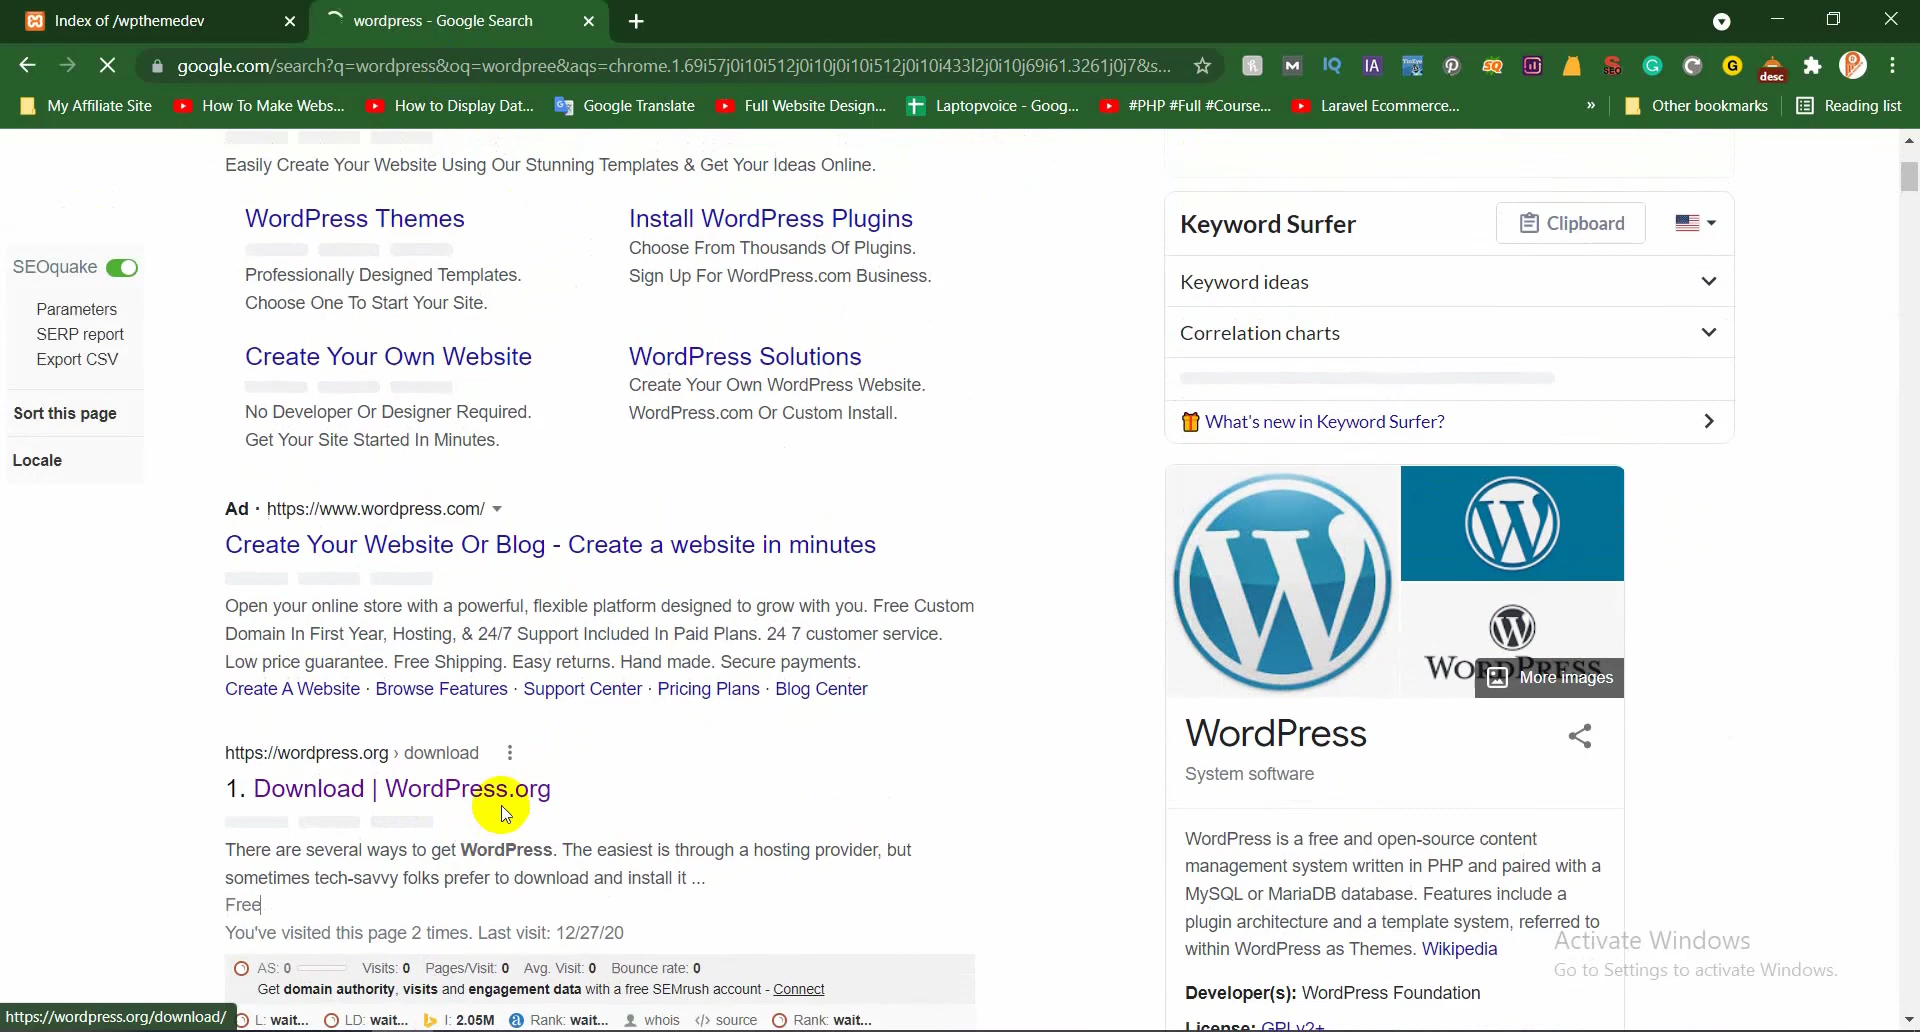 Index of /wpthemedev
wordpress - Google Search
google.com/search?q=wordpress&oq=wordpree&aqs=chrome.1.69i57j0i10i512j0i10j0i10i512j0i10i433l2j0i10j69i61.3261j0j7&s...
My Affiliate Site
How To Make Webs...
How to Display Dat...
Google Translate
Full Website Design...
Laptopvoice - Goog...
#PHP #Full #Course...
Laravel Ecommerce...
»
Other bookmarks
Reading list
Easily Create Your Website Using Our Stunning Templates & Get Your Ideas Online.
WordPress Themes
Professionally Designed Templates.
Choose One To Start Your Site.
Install WordPress Plugins
Choose From Thousands Of Plugins.
Sign Up For WordPress.com Business.
Create Your Own Website
No Developer Or Designer Required.
Get Your Site Started In Minutes.
WordPress Solutions
Create Your Own WordPress Website.
WordPress.com Or Custom Install.
SEOquake
Parameters
SERP report
Export CSV
Sort this page
Locale
Ad · https://www.wordpress.com/
Create Your Website Or Blog - Create a website in minutes
Open your online store with a powerful, flexible platform designed to grow with you. Free Custom
Domain In First Year, Hosting, & 24/7 Support Included In Paid Plans. 24 7 customer service.
Low price guarantee. Free Shipping. Easy returns. Hand made. Secure payments.
Create A Website · Browse Features · Support Center · Pricing Plans · Blog Center
https://wordpress.org › download
1. Download | WordPress.org
There are several ways to get WordPress. The easiest is through a hosting provider, but
sometimes tech-savvy folks prefer to download and install it ...
Free
You've visited this page 2 times. Last visit: 12/27/20
AS: 0 Visits: 0 Pages/Visit: 0 Avg. Visit: 0 Bounce rate: 0
Get domain authority, visits and engagement data with a free SEMrush account - Connect
L: wait... LD: wait... I: 2.05M Rank: wait... whois source Rank: wait...
https://wordpress.org/download/
Keyword Surfer
Clipboard
Keyword ideas
Correlation charts
What's new in Keyword Surfer?
WORDPRESS
More images
WordPress
System software
WordPress is a free and open-source content
management system written in PHP and paired with a
MySQL or MariaDB database. Features include a
plugin architecture and a template system, referred to
within WordPress as Themes. Wikipedia
Developer(s): WordPress Foundation
License: GPLv2+
Activate Windows
Go to Settings to activate Windows.